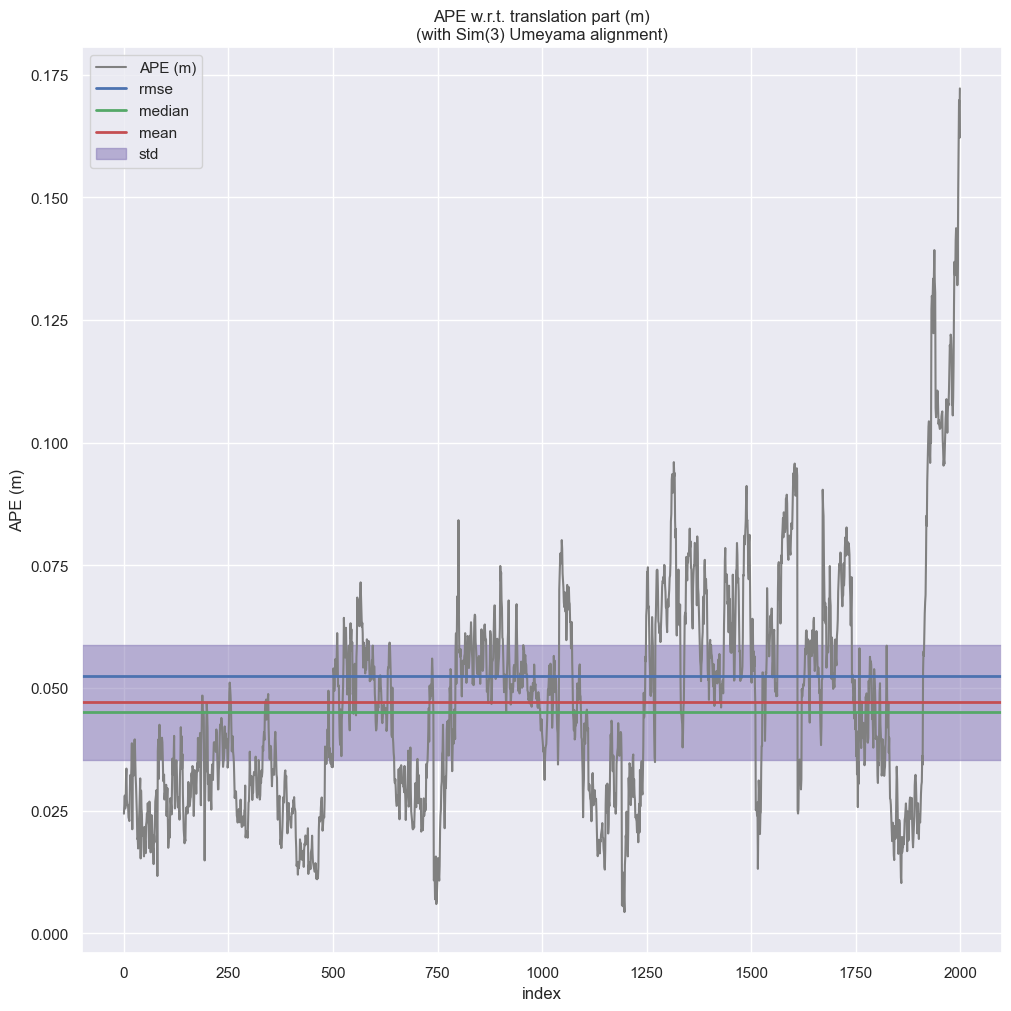 APE w.r.t. translation part (m)
(with Sim(3) Umeyama alignment)
APE (m)
rmse
median
mean
std
0.175
0.150
0.125
0.100
0.075
0.050
0.025
0.000
APE (m)
0 250 500 750 1000 1250 1500 1750 2000
index